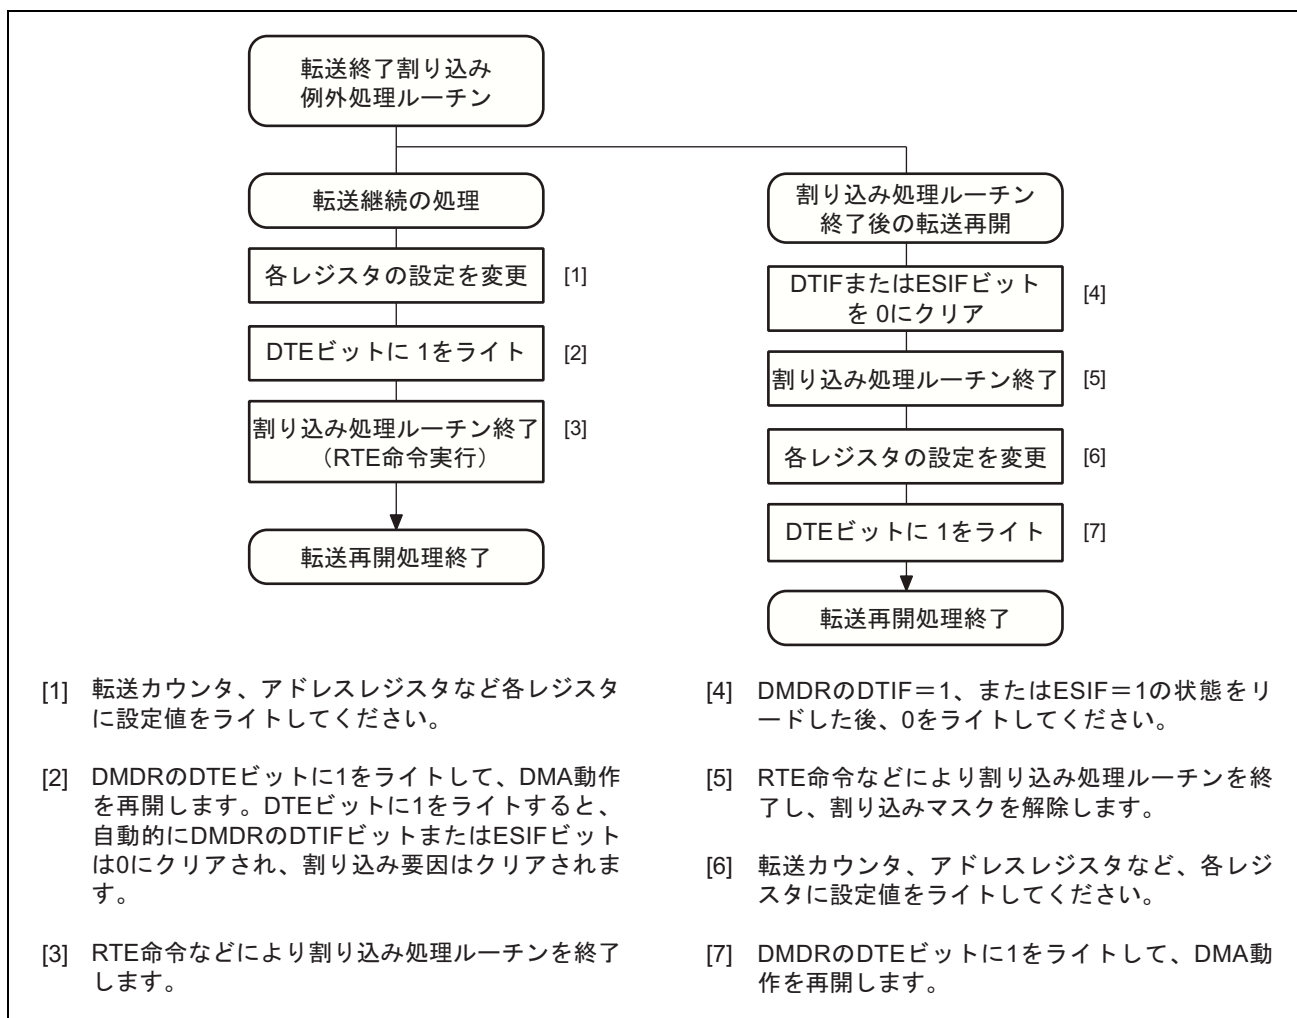 転送終了割り込み
例外処理ルーチン
転送継続の処理
各レジスタの設定を変更
[1]
DTEビットに 1をライト
[2]
割り込み処理ルーチン終了
（RTE命令実行）
[3]
転送再開処理終了
割り込み処理ルーチン
終了後の転送再開
DTIFまたはESIFビット
を 0にクリア
[4]
割り込み処理ルーチン終了
[5]
各レジスタの設定を変更
[6]
DTEビットに 1をライト
[7]
転送再開処理終了
[1] 転送カウンタ、アドレスレジスタなど各レジスタ
に設定値をライトしてください。
[2] DMDRのDTEビットに1をライトして、DMA動作
を再開します。DTEビットに1をライトすると、
自動的にDMDRのDTIFビットまたはESIFビット
は0にクリアされ、割り込み要因はクリアされま
す。
[3] RTE命令などにより割り込み処理ルーチンを終了
します。
[4] DMDRのDTIF＝1、またはESIF＝1の状態をリ
ードした後、0をライトしてください。
[5] RTE命令などにより割り込み処理ルーチンを終
了し、割り込みマスクを解除します。
[6] 転送カウンタ、アドレスレジスタなど、各レジ
スタに設定値をライトしてください。
[7] DMDRのDTEビットに1をライトして、DMA動
作を再開します。